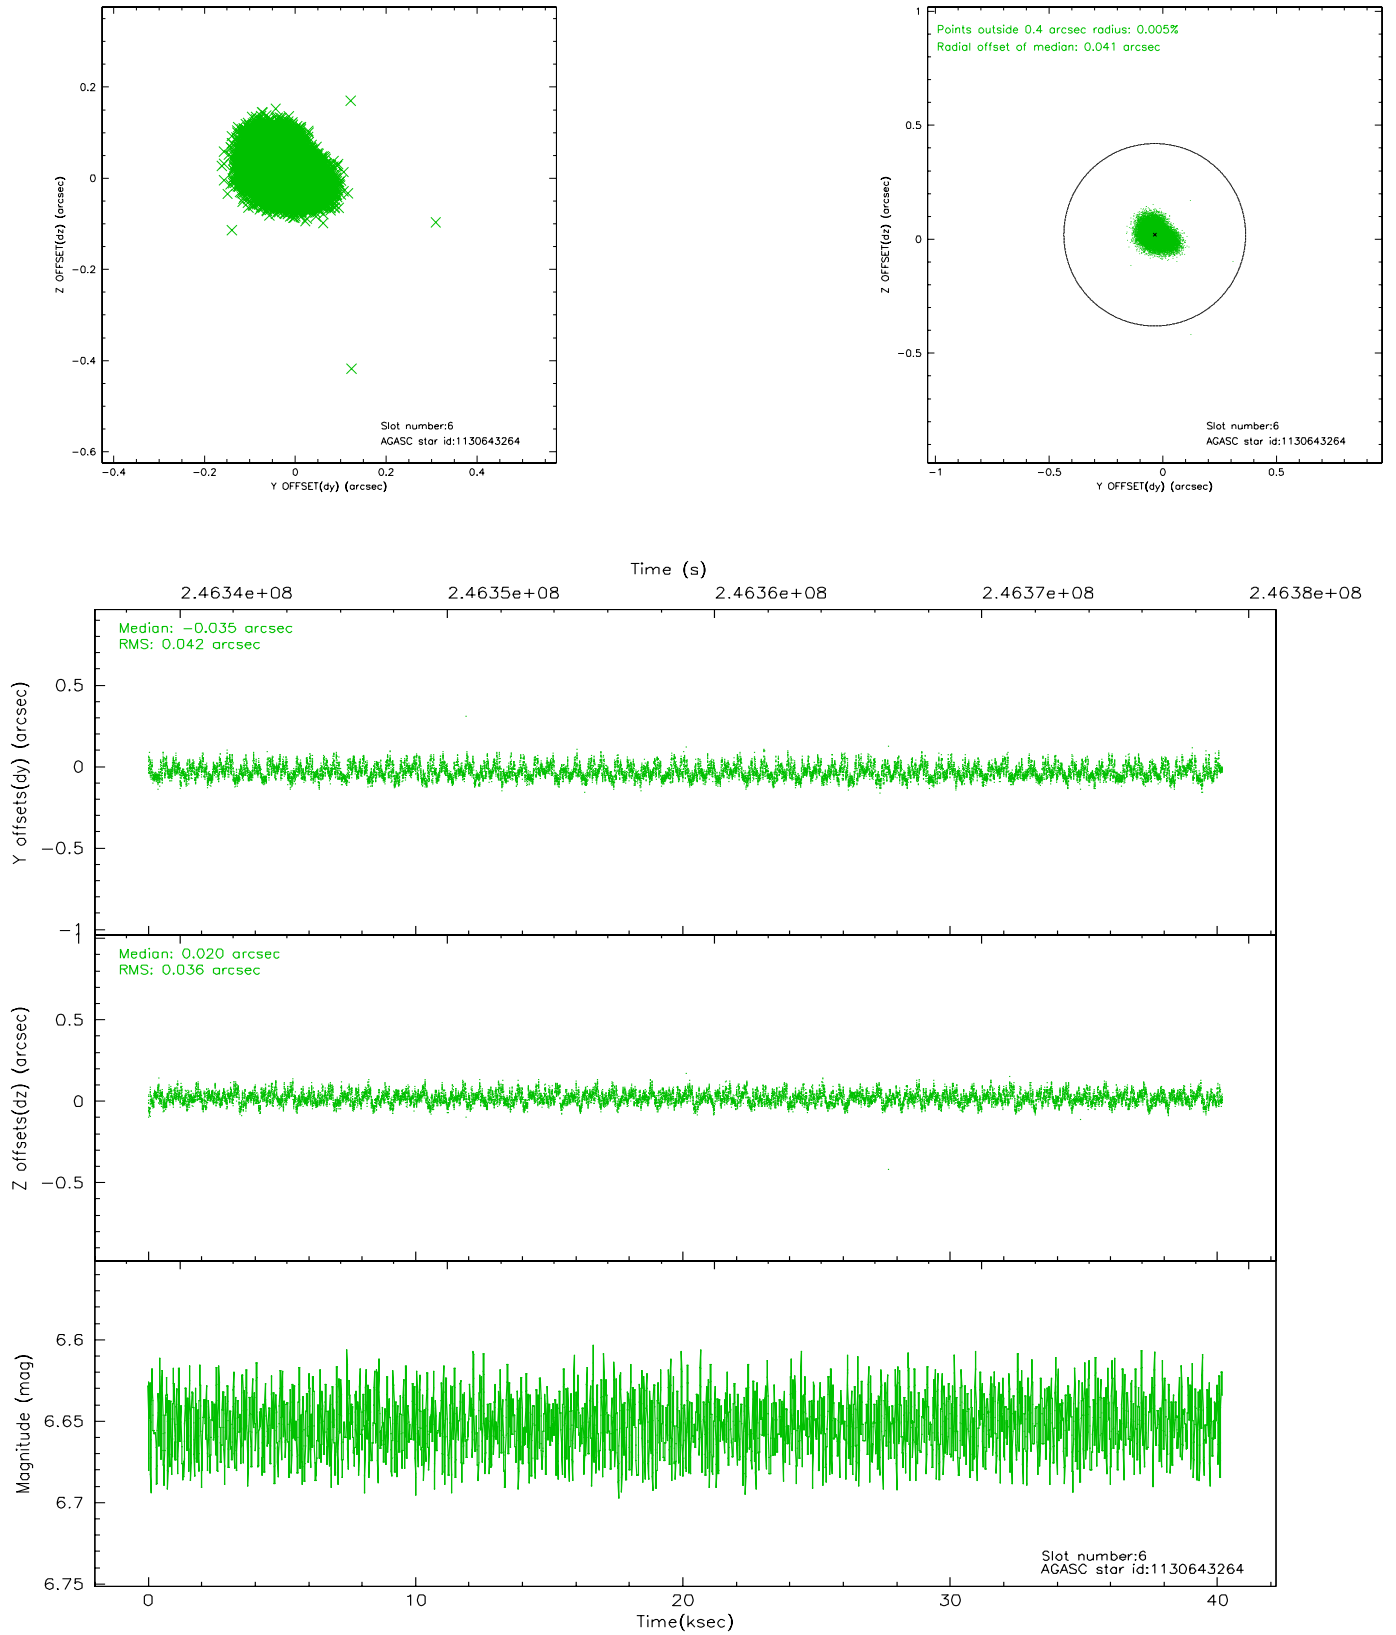 0.2
0
−0.2
−0.4
−0.6
Z OFFSET(dz) (arcsec)
Slot number:6
AGASC star id:1130643264
−0.4
−0.2
0
0.2
0.4
Y OFFSET(dy) (arcsec)
Points outside 0.4 arcsec radius: 0.005%
Radial offset of median: 0.041 arcsec
1
0.5
0
−0.5
Z OFFSET(dz) (arcsec)
Slot number:6
AGASC star id:1130643264
−1
−0.5
0
0.5
Y OFFSET(dy) (arcsec)
Time (s)
2.4634e+08
2.4635e+08
2.4636e+08
2.4637e+08
2.4638e+08
Median: −0.035 arcsec
RMS: 0.042 arcsec
0.5
0
−0.5
−1
Y offsets(dy) (arcsec)
Median: 0.020 arcsec
RMS: 0.036 arcsec
1
0.5
0
−0.5
Z offsets(dz) (arcsec)
6.6
6.65
6.7
6.75
Magnitude (mag)
Slot number:6
AGASC star id:1130643264
0
10
20
30
40
Time(ksec)